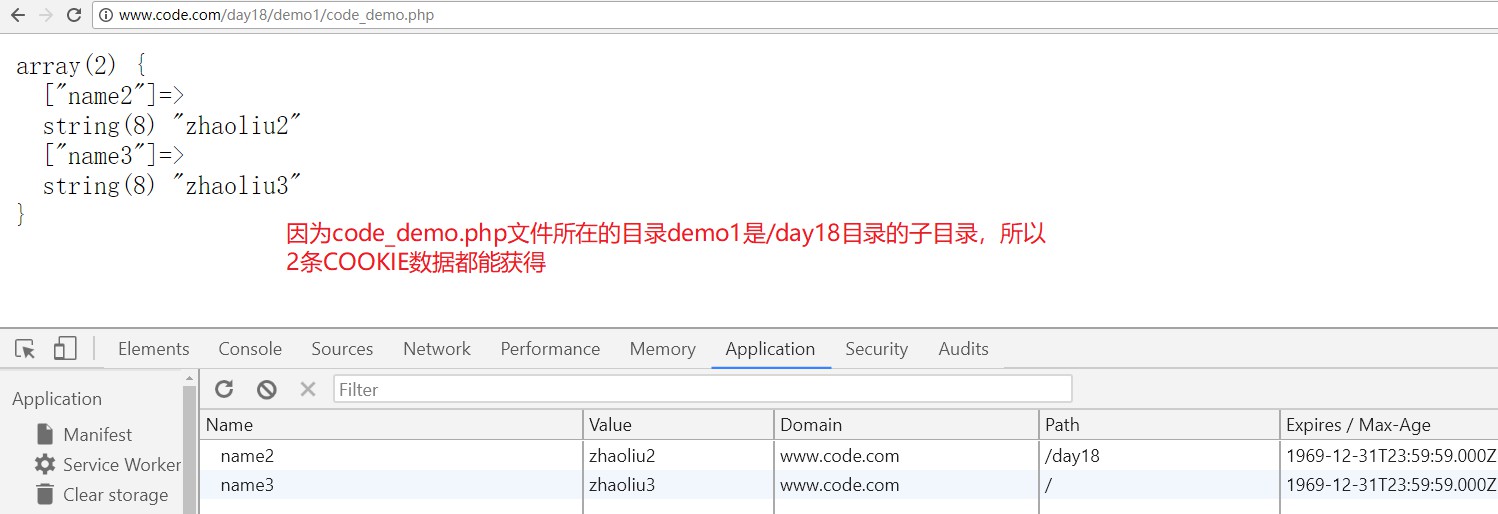 www.code.com/day18/demo1/code_demo.php
array(2) {
["name2"]=>
string(8) "zhaoliu2"
["name3"]=>
string(8) "zhaoliu3"
}
因为code_demo.php文件所在的目录demo1是/day18目录的子目录，所以
2条COOKIE数据都能获得
Elements Console Sources Network Performance Memory Application Security Audits
Application
Manifest
Service Worker
Clear storage
Filter
Name Value Domain Path Expires / Max-Age
name2 zhaoliu2 www.code.com /day18 1969-12-31T23:59:59.000Z
name3 zhaoliu3 www.code.com / 1969-12-31T23:59:59.000Z